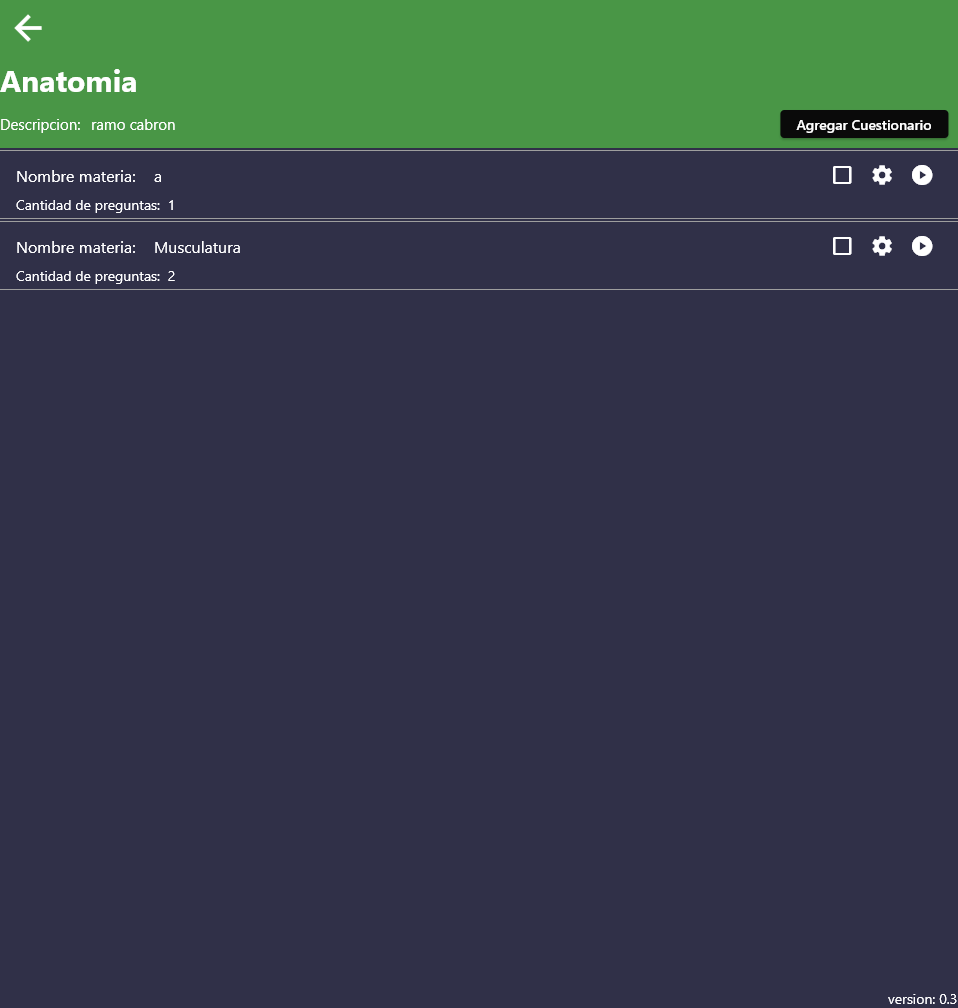 Anatomia
Descripcion: ramo cabron
Agregar Cuestionario
Nombre materia: a
Cantidad de preguntas: 1
Nombre materia: Musculatura
Cantidad de preguntas: 2
version: 0.3